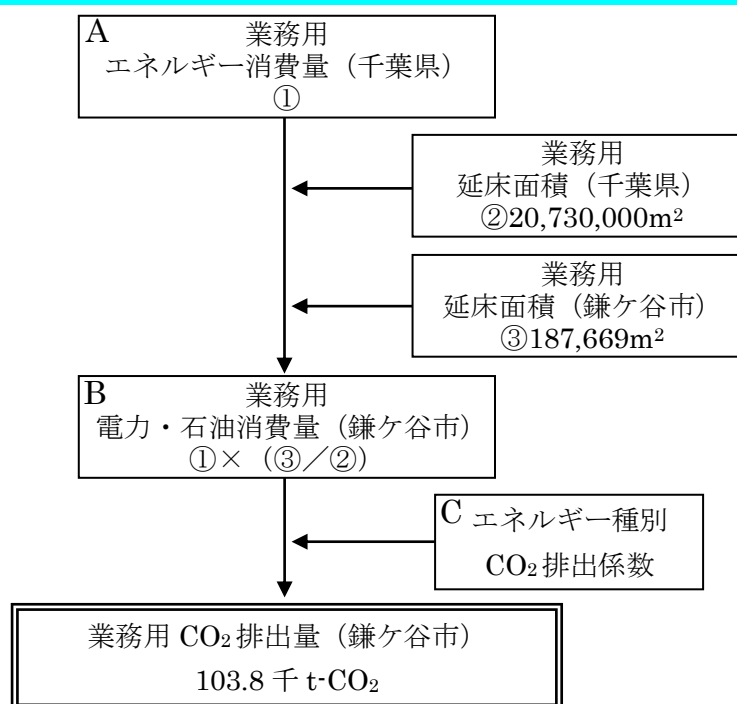 A
業務用
エネルギー消費量（千葉県）
①
業務用
延床面積（千葉県）
②20,730,000m²
業務用
延床面積（鎌ケ谷市）
③187,669m²
B
業務用
電力・石油消費量（鎌ケ谷市）
①×（③／②）
C エネルギー種別
CO₂排出係数
業務用 CO₂排出量（鎌ケ谷市）
103.8 千 t-CO₂